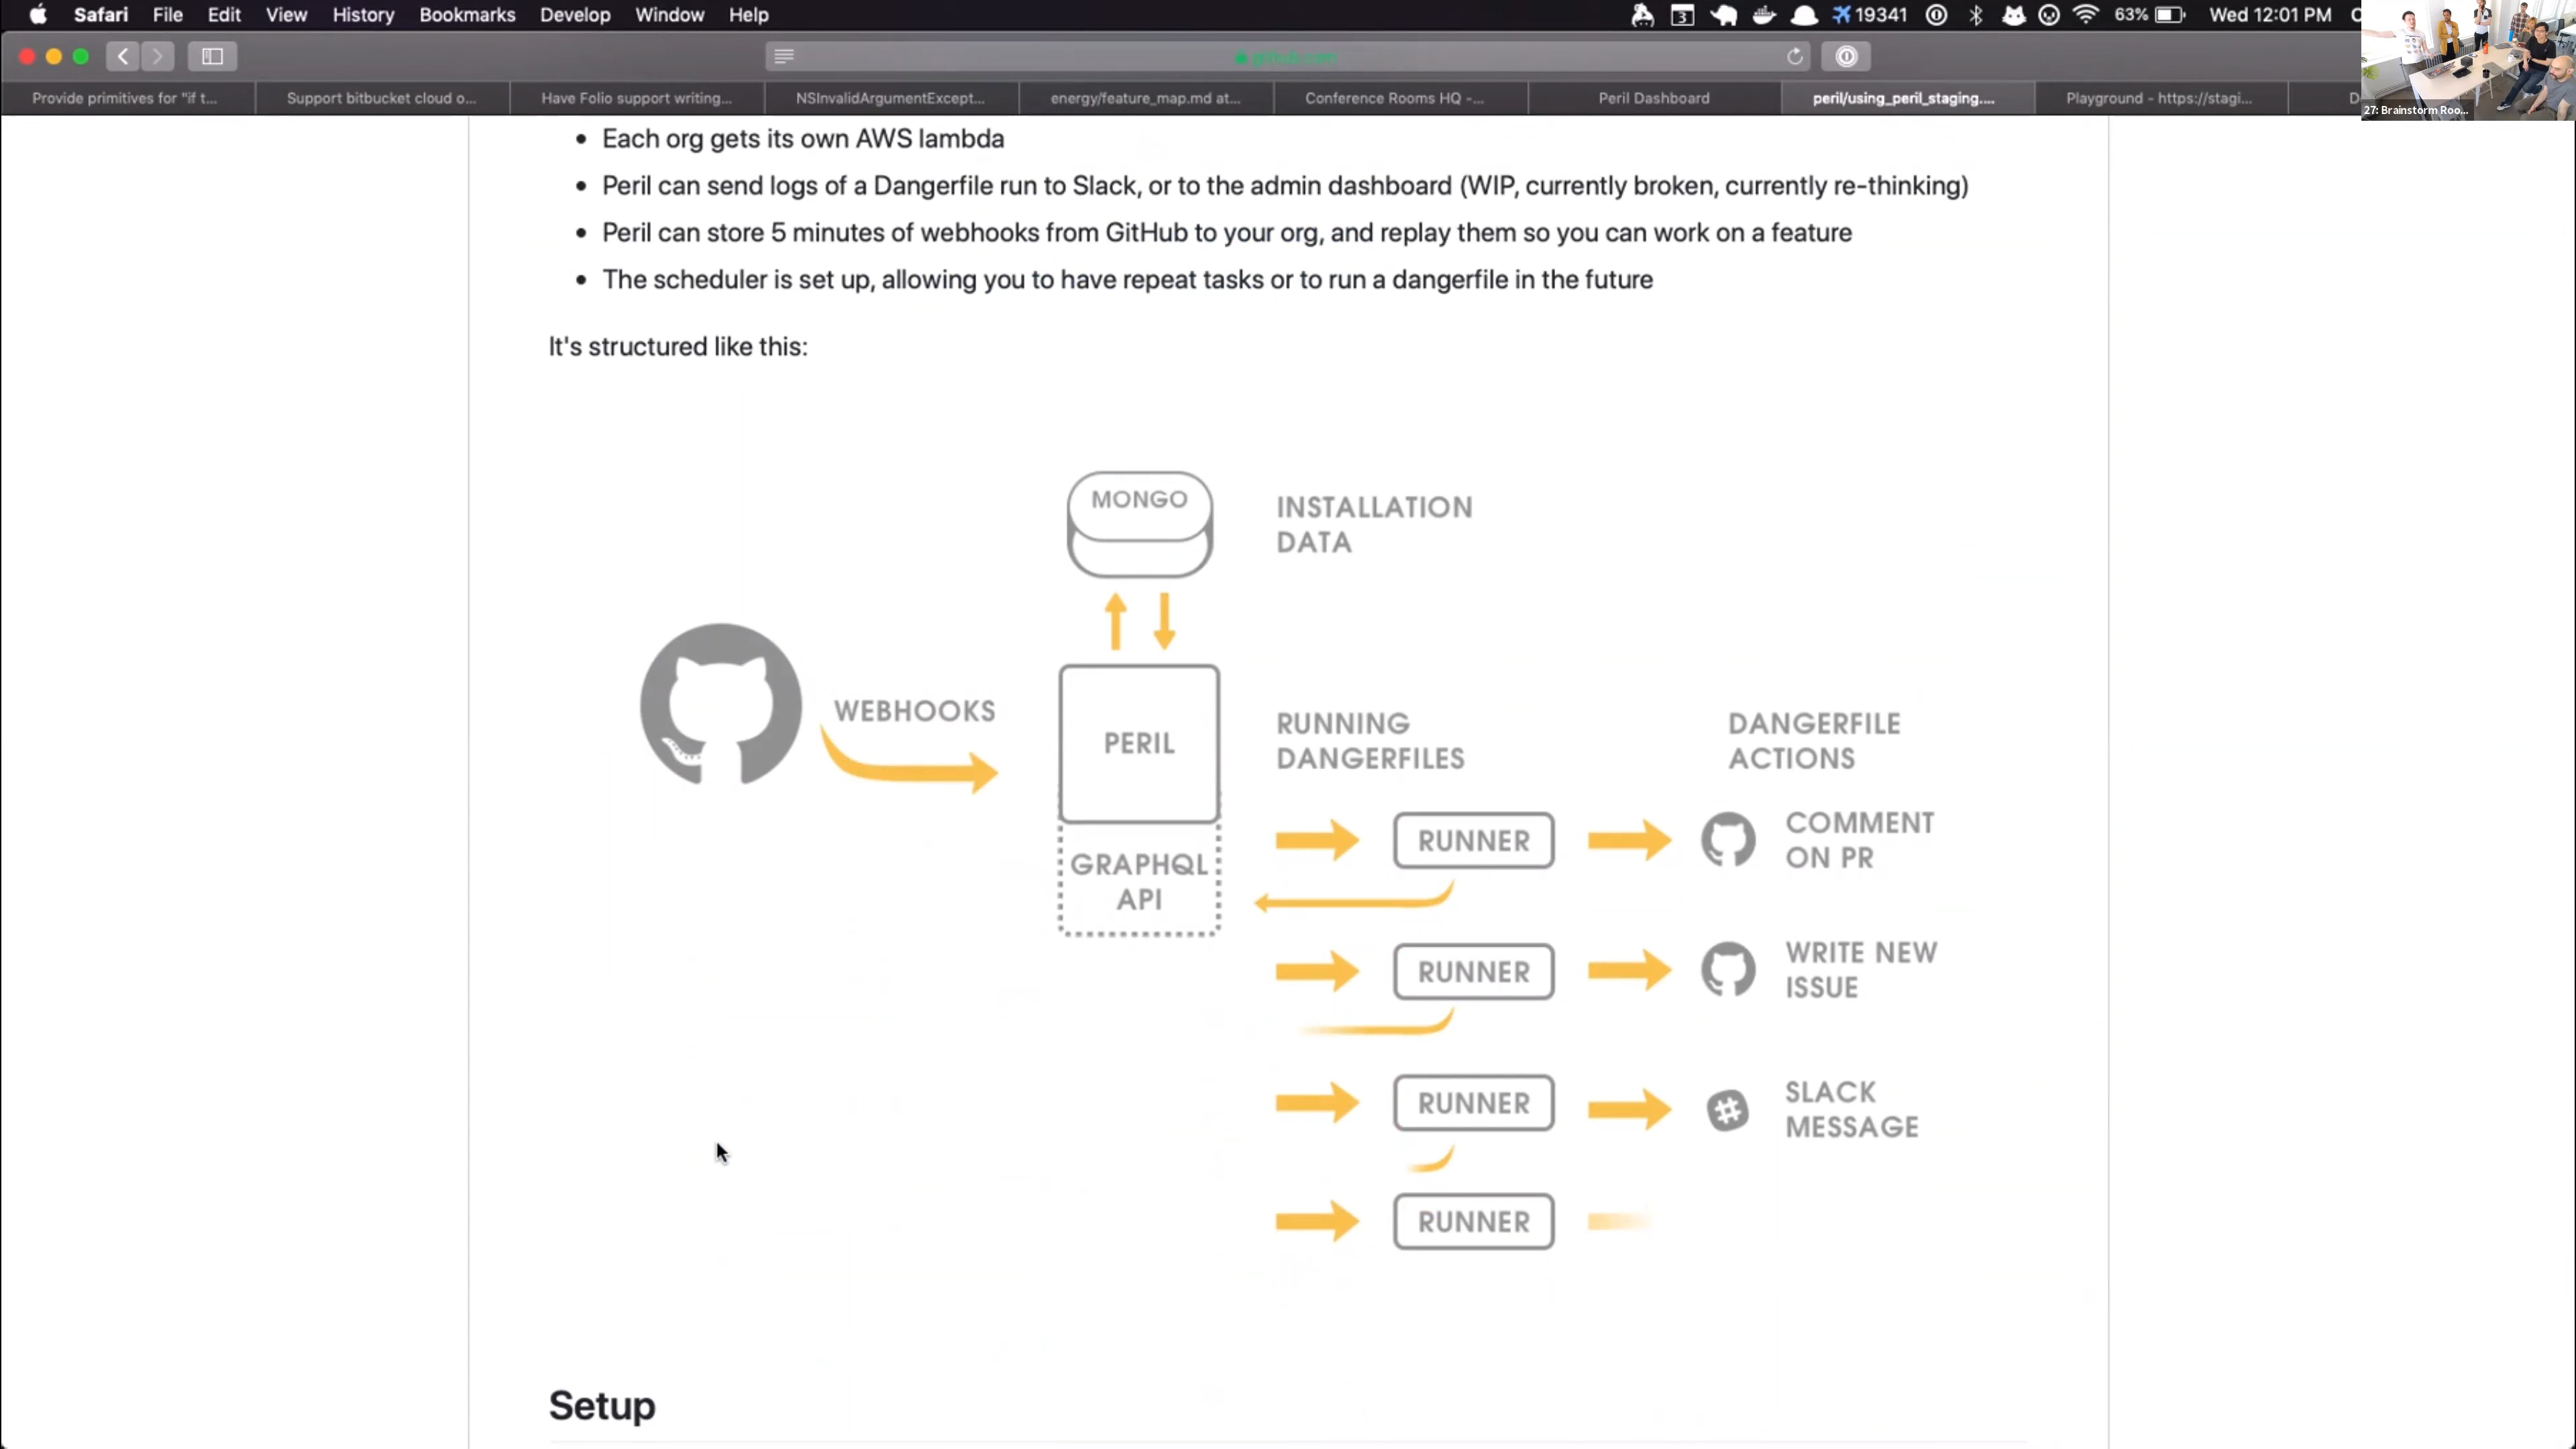 Safari File Edit View History Bookmarks Develop Window Help
3 19341 63% Wed 12:01 PM
github.com
Provide primitives for "if t...
Support bitbucket cloud o...
Have Folio support writing...
NSInvalidArgumentExcept...
energy/feature_map.md at...
Conference Rooms HQ -...
Peril Dashboard
peril/using_peril_staging....
Playground - https://stagi...
D
27: Brainstorm Roo...
• Each org gets its own AWS lambda
• Peril can send logs of a Dangerfile run to Slack, or to the admin dashboard (WIP, currently broken, currently re-thinking)
• Peril can store 5 minutes of webhooks from GitHub to your org, and replay them so you can work on a feature
• The scheduler is set up, allowing you to have repeat tasks or to run a dangerfile in the future
It's structured like this:
MONGO
INSTALLATION
DATA
WEBHOOKS
PERIL
GRAPHQL
API
RUNNING
DANGERFILES
DANGERFILE
ACTIONS
RUNNER
COMMENT
ON PR
RUNNER
WRITE NEW
ISSUE
RUNNER
SLACK
MESSAGE
RUNNER
Setup